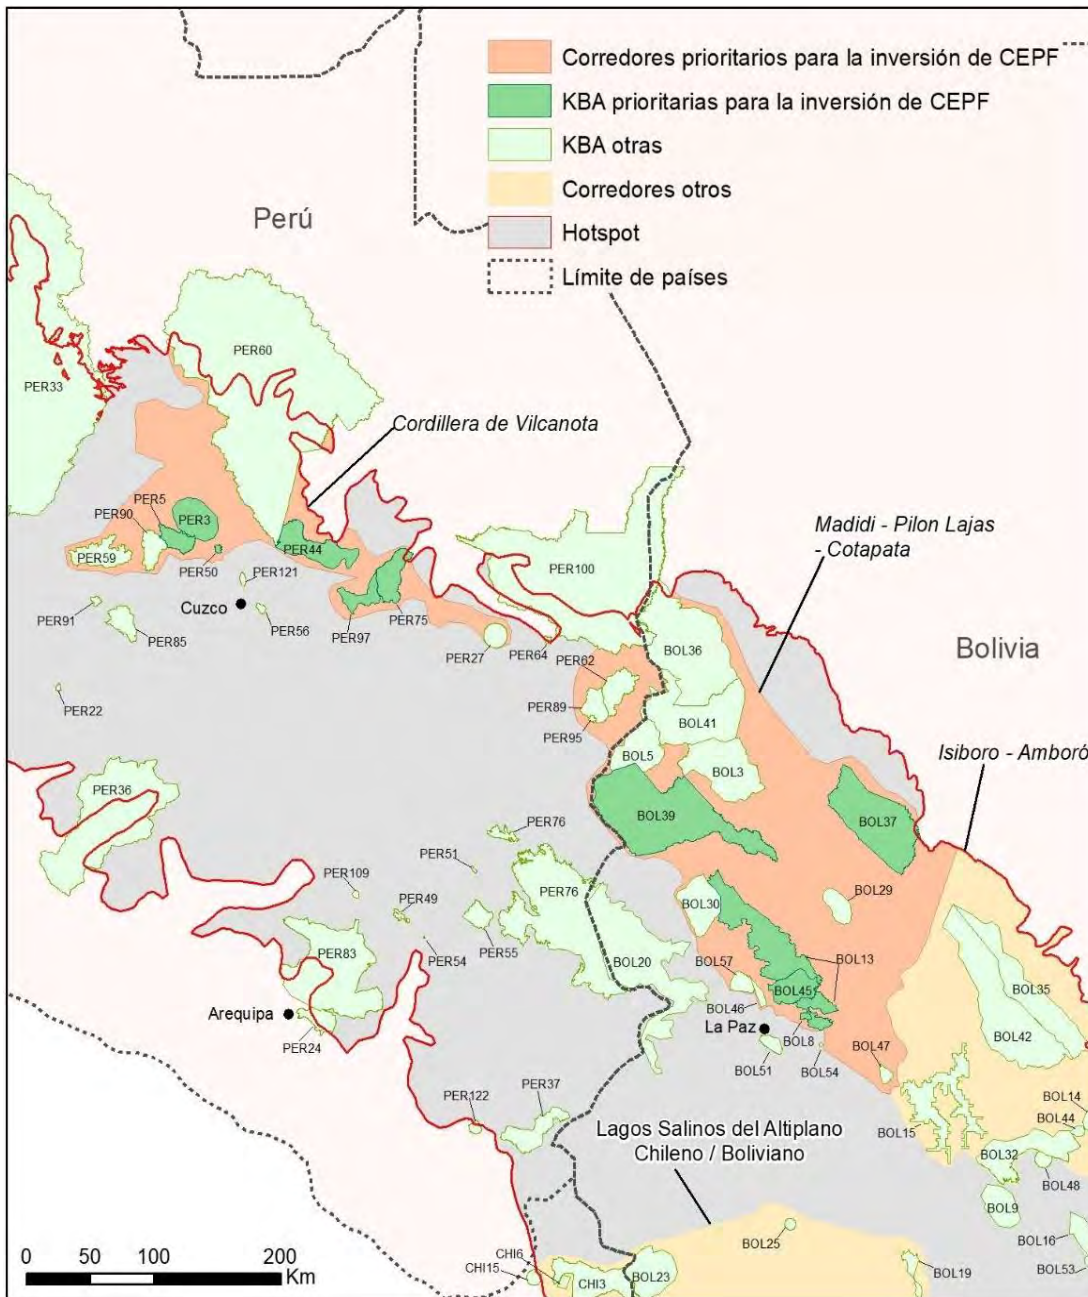 Corredores prioritarios para la inversión de CEPF
KBA prioritarias para la inversión de CEPF
KBA otras
Corredores otros
Hotspot
Límite de países
Perú
PER60
PER33
Cordillera de Vilcanota
PER5
PER90
PER3
PER59
PER50
PER44
PER121
Cuzco
PER91
PER85
PER56
PER97
PER75
PER27
PER64
PER100
PER62
PER89
PER95
PER22
Madidi - Pilon Lajas
- Cotapata
Bolivia
BOL36
BOL41
BOL5
BOL3
Isiboro - Amboró
BOL39
BOL37
PER36
PER76
PER51
PER76
PER109
PER49
PER55
PER54
PER83
Arequipa
PER24
BOL29
BOL30
BOL20
BOL57
BOL13
BOL45
BOL46
La Paz
BOL8
BOL51
BOL54
BOL47
BOL35
BOL42
BOL14
BOL44
BOL15
BOL32
BOL48
BOL9
BOL16
BOL53
PER122
PER37
Lagos Salinos del Altiplano
Chileno / Boliviano
BOL25
BOL19
CHI6
CHI15
CHI3
BOL23
0 50 100 200
Km